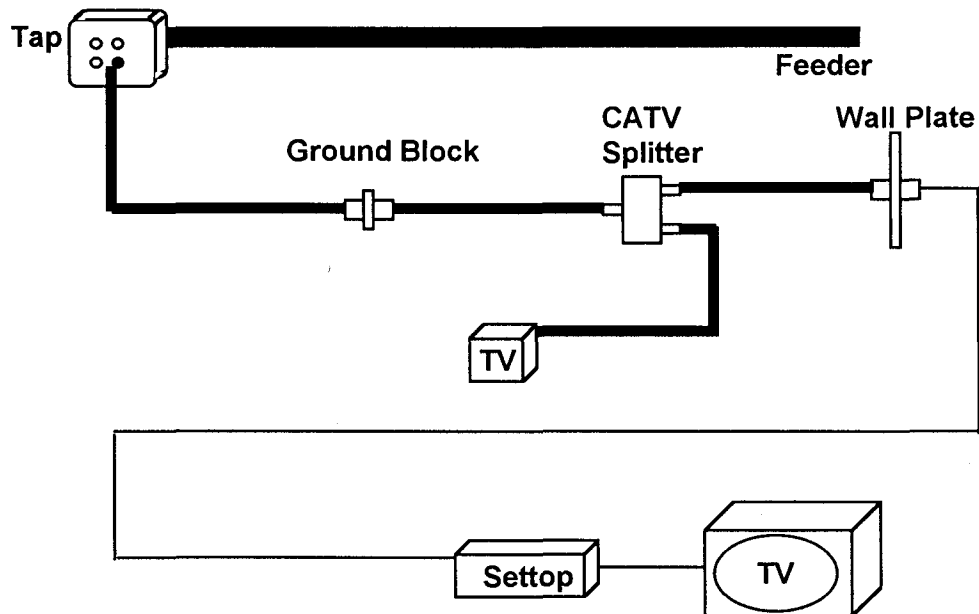 Tap
Feeder
CATV
Splitter
Wall Plate
Ground Block
TV
Settop
TV